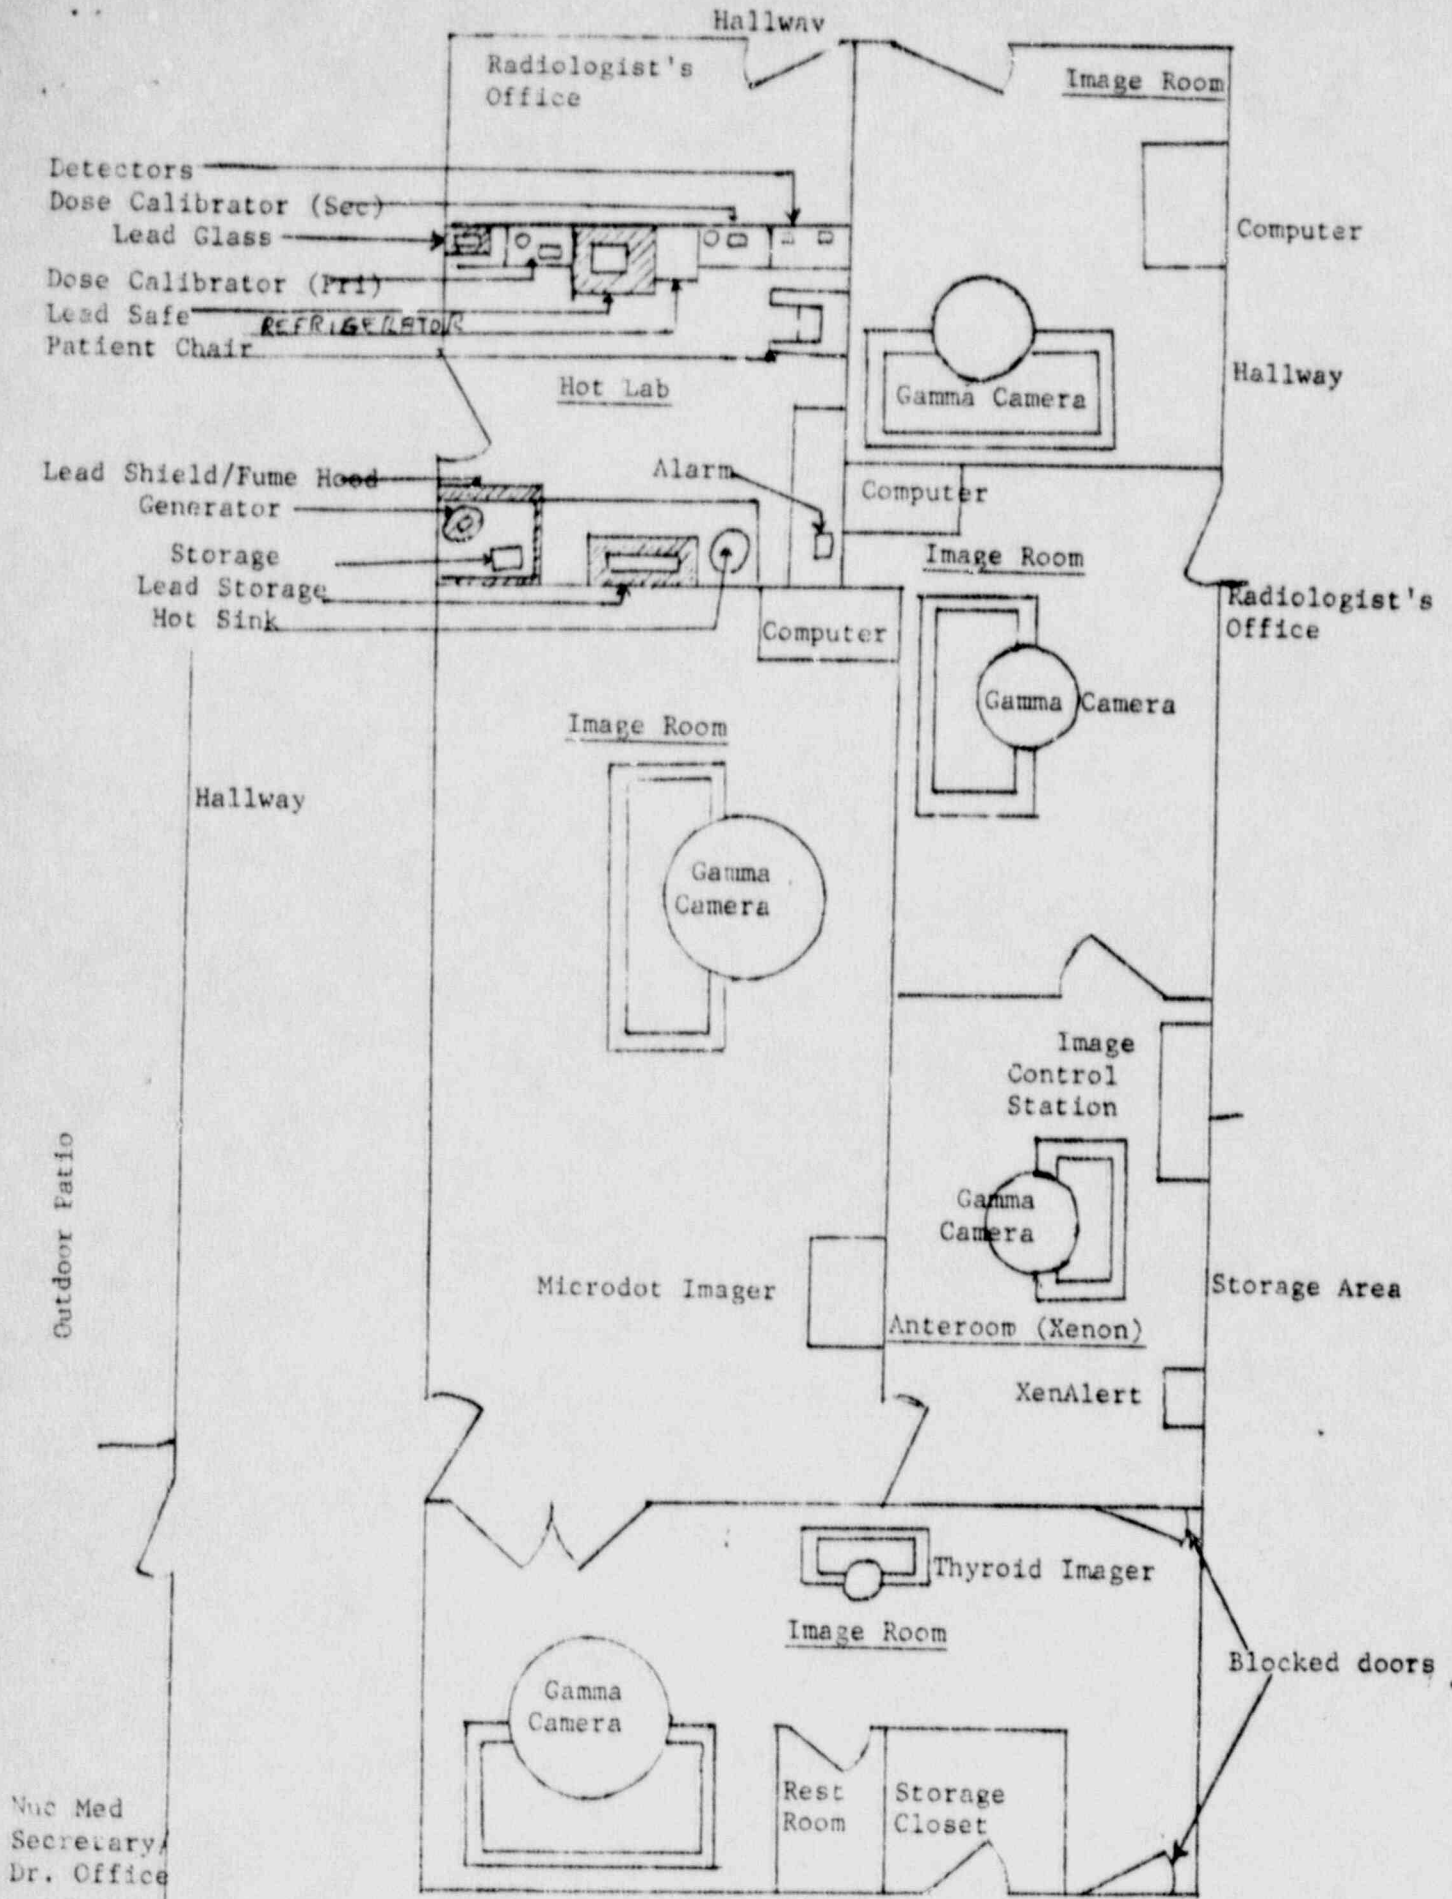 Hallway
Radiologist's
Office
Image Room
Detectors
Dose Calibrator (Sec)
Lead Glass
Computer
Dose Calibrator (Pri)
Lead Safe
REFRIGERATOR
Patient Chair
Hallway
Hot Lab
Gamma Camera
Lead Shield/Fume Hood
Alarm
Computer
Generator
Storage
Image Room
Lead Storage
Hot Sink
Radiologist's
Office
Computer
Gamma Camera
Image Room
Hallway
Gamma
Camera
Image
Control
Station
Outdoor Patio
Gamma
Camera
Microdot Imager
Storage Area
Anteroom (Xenon)
XenAlert
Thyroid Imager
Image Room
Blocked doors
Gamma
Camera
Rest
Room
Storage
Closet
Nuc Med
Secretary/
Dr. Office